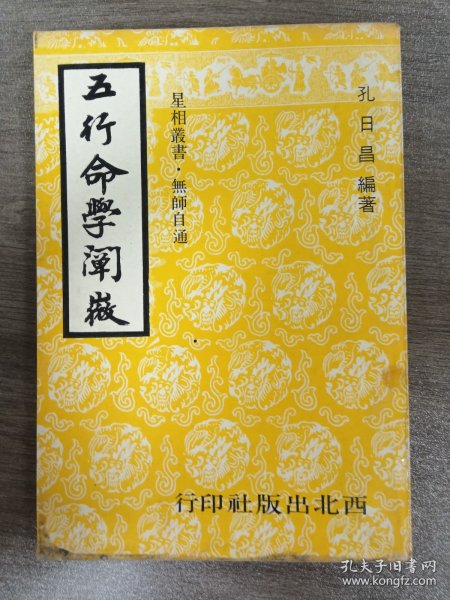 孔日昌編著
星相叢書・無師自通
五行命學闡微
西北出版社印行
孔夫子旧书网
www.kongfz.com